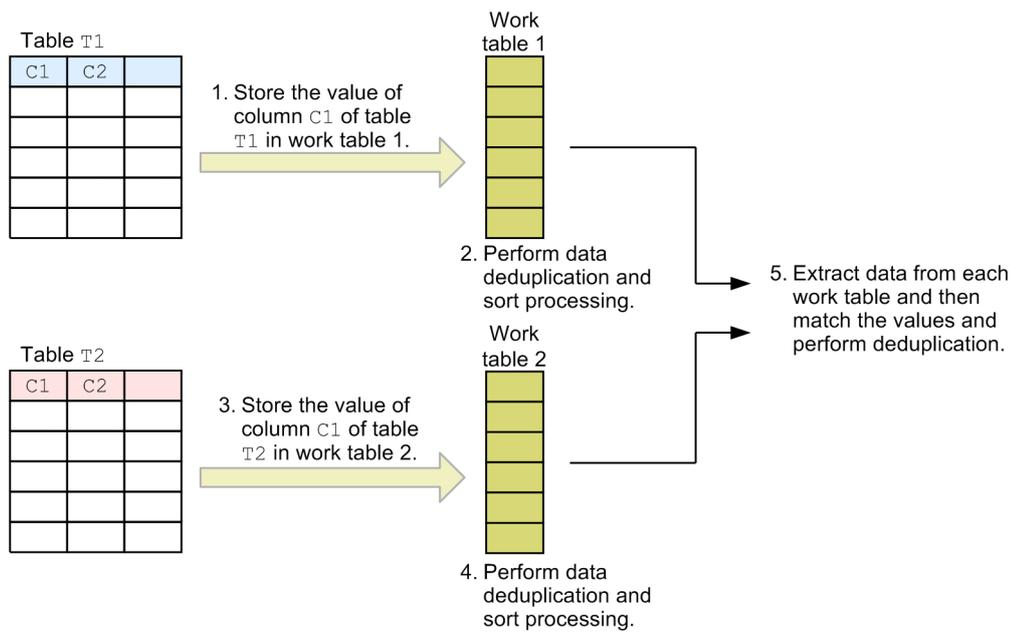 Table T1
C1 C2
1. Store the value of
column C1 of table
T1 in work table 1.
Work
table 1
2. Perform data
deduplication and
sort processing.
Table T2
C1 C2
3. Store the value of
column C1 of table
T2 in work table 2.
Work
table 2
4. Perform data
deduplication and
sort processing.
5. Extract data from each
work table and then
match the values and
perform deduplication.